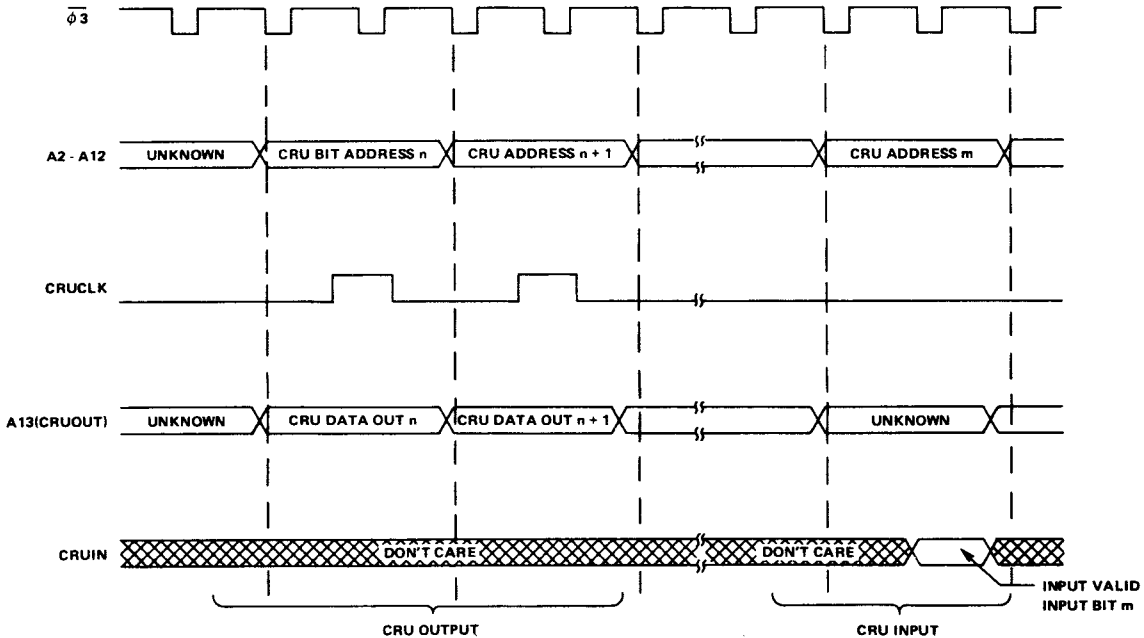 φ3
A2 - A12
UNKNOWN
CRU BIT ADDRESS n
CRU ADDRESS n + 1
CRU ADDRESS m
CRUCLK
A13(CRUOUT)
UNKNOWN
CRU DATA OUT n
CRU DATA OUT n + 1
UNKNOWN
CRUIN
DON'T CARE
DON'T CARE
INPUT VALID
INPUT BIT m
CRU OUTPUT
CRU INPUT